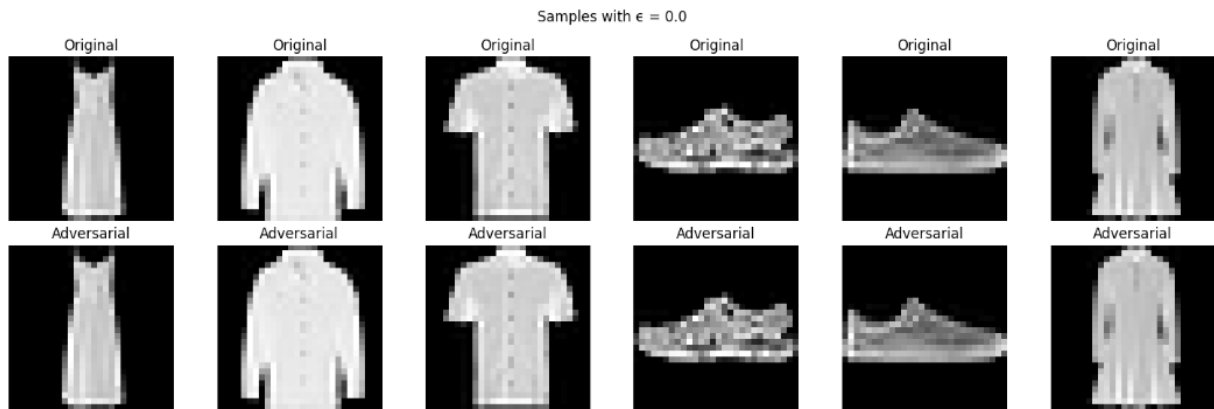 Samples with ϵ = 0.0
Original Original Original Original Original Original
Adversarial Adversarial Adversarial Adversarial Adversarial Adversarial